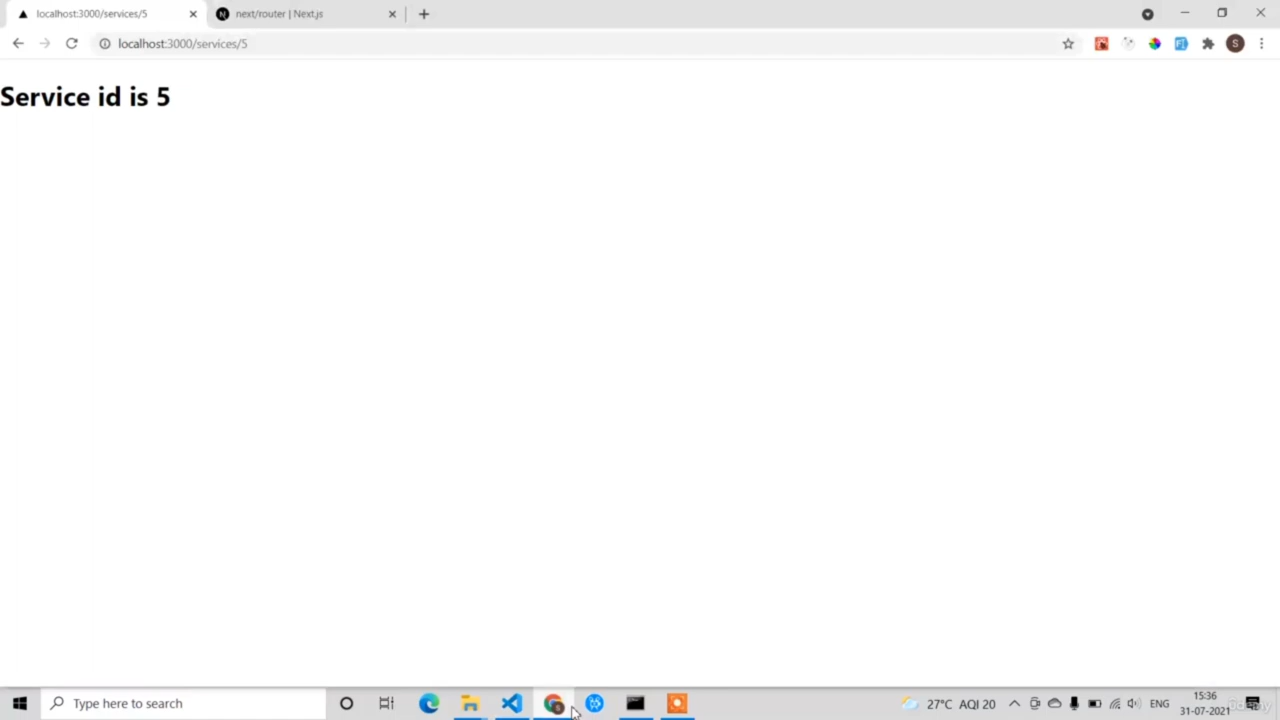 localhost:3000/services/5
next/router | Next.js
localhost:3000/services/5
S
Service id is 5
Type here to search
27°C AQI 20
ENG
15:36
31-07-2021
Udemy